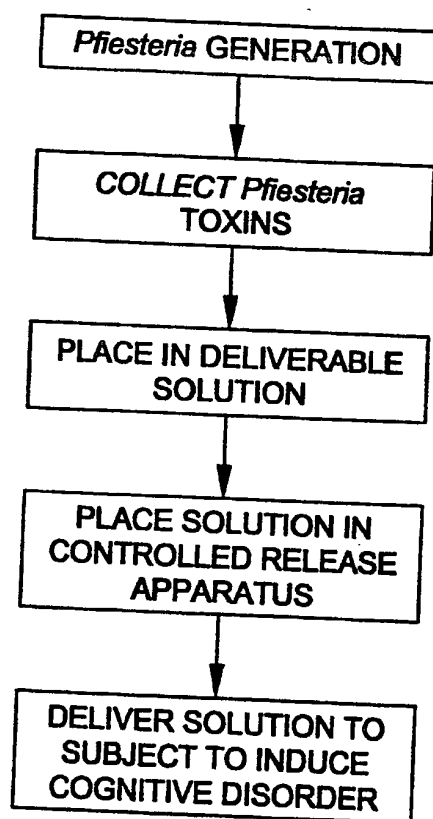 Pfiesteria GENERATION
COLLECT Pfiesteria
TOXINS
PLACE IN DELIVERABLE
SOLUTION
PLACE SOLUTION IN
CONTROLLED RELEASE
APPARATUS
DELIVER SOLUTION TO
SUBJECT TO INDUCE
COGNITIVE DISORDER